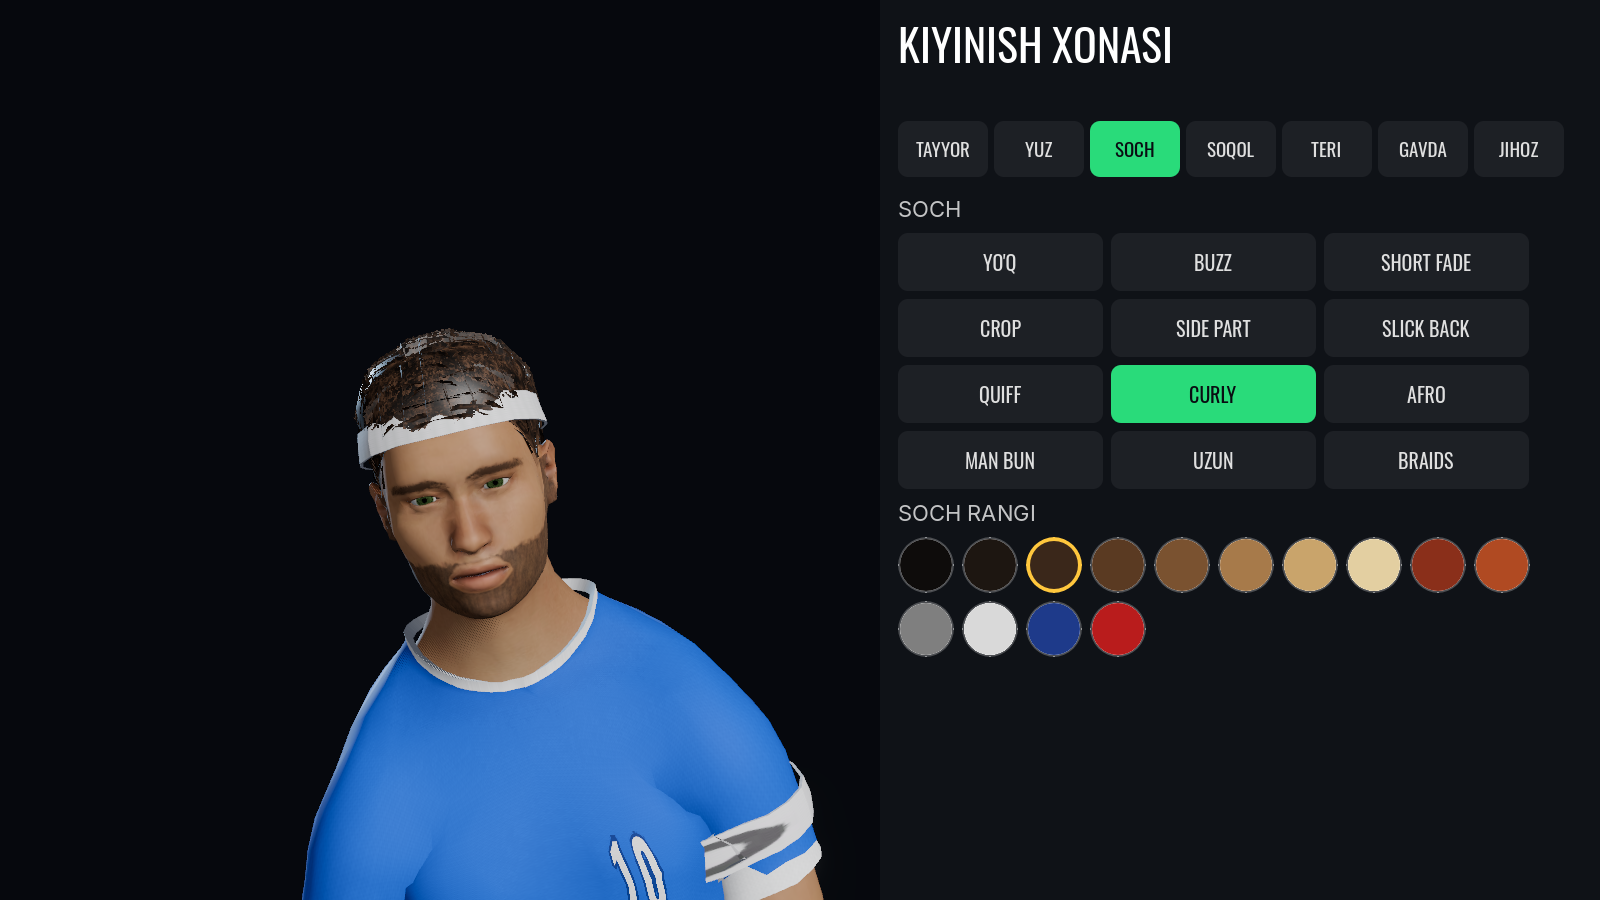 KIYINISH XONASI
TAYYOR YUZ SOCH SOQOL TERI GAVDA JIHOZ
SOCH
YO'Q BUZZ SHORT FADE
CROP SIDE PART SLICK BACK
QUIFF CURLY AFRO
MAN BUN UZUN BRAIDS
SOCH RANGI
10